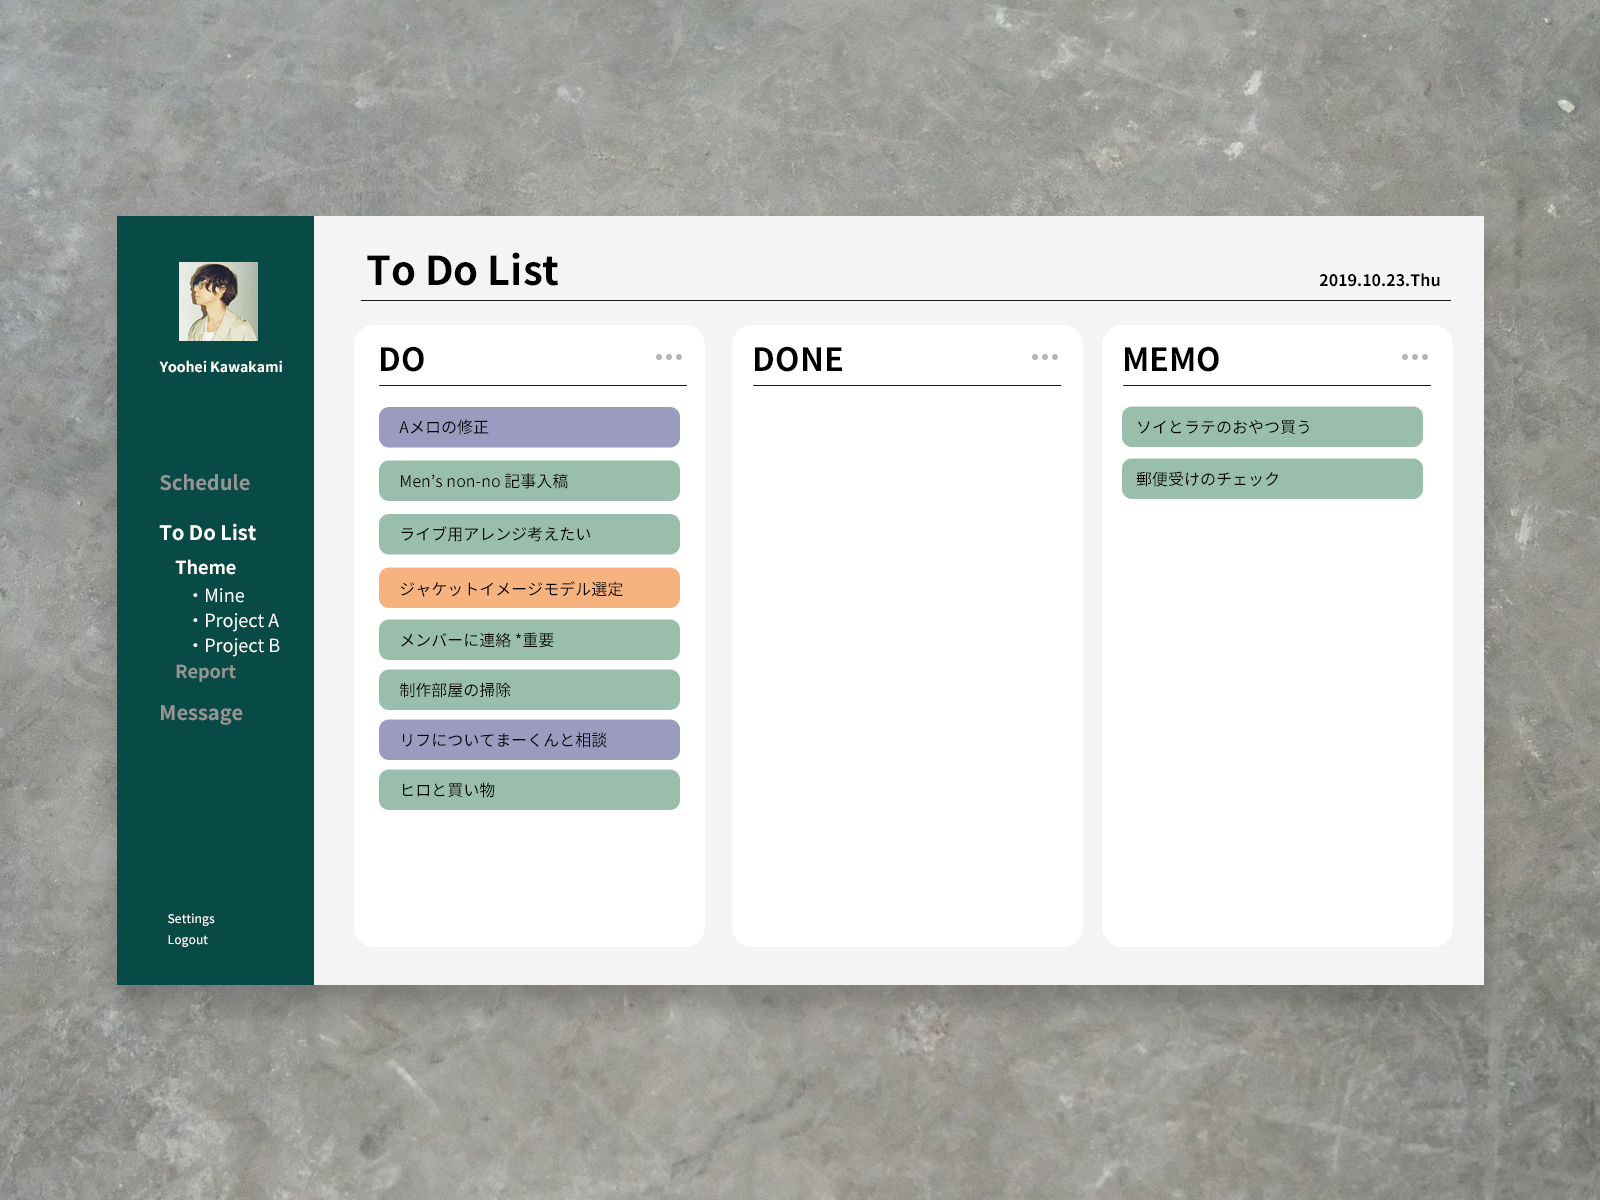 Yoohei Kawakami
Schedule
To Do List
Theme
・Mine
・Project A
・Project B
Report
Message
Settings
Logout
To Do List
2019.10.23.Thu
DO
Aメロの修正
Men’s non-no 記事入稿
ライブ用アレンジ考えたい
ジャケットイメージモデル選定
メンバーに連絡 *重要
制作部屋の掃除
リフについてまーくんと相談
ヒロと買い物
DONE
MEMO
ソイとラテのおやつ買う
郵便受けのチェック